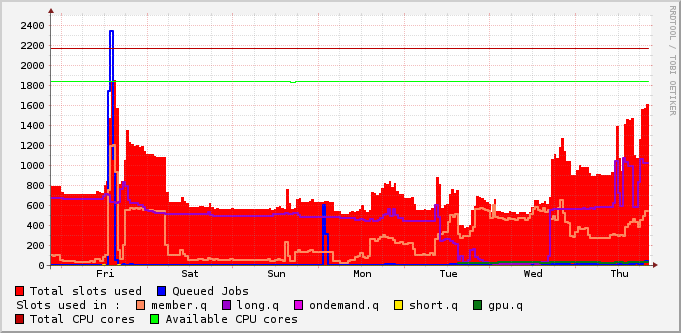 RRDTOOL / TOBI OETIKER
2400
2200
2000
1800
1600
1400
1200
1000
800
600
400
200
0
Fri Sat Sun Mon Tue Wed Thu
Total slots used Queued Jobs
Slots used in : member.q long.q ondemand.q short.q gpu.q
Total CPU cores Available CPU cores